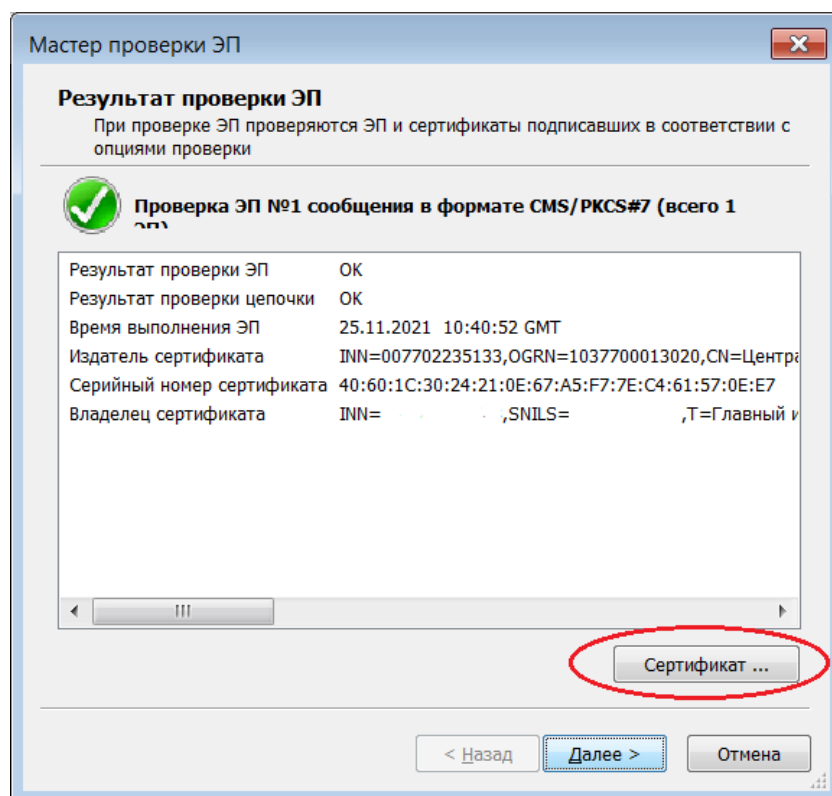 Мастер проверки ЭП
Результат проверки ЭП
При проверке ЭП проверяются ЭП и сертификаты подписавших в соответствии с
опциями проверки
Проверка ЭП №1 сообщения в формате CMS/PKCS#7 (всего 1
ЭП)
Результат проверки ЭП OK
Результат проверки цепочки OK
Время выполнения ЭП 25.11.2021 10:40:52 GMT
Издатель сертификата INN=007702235133,OGRN=1037700013020,CN=Центра
Серийный номер сертификата 40:60:1C:30:24:21:0E:67:A5:F7:7E:C4:61:57:0E:E7
Владелец сертификата INN= ,SNILS= ,T=Главный и
Сертификат ...
< Назад Далее > Отмена